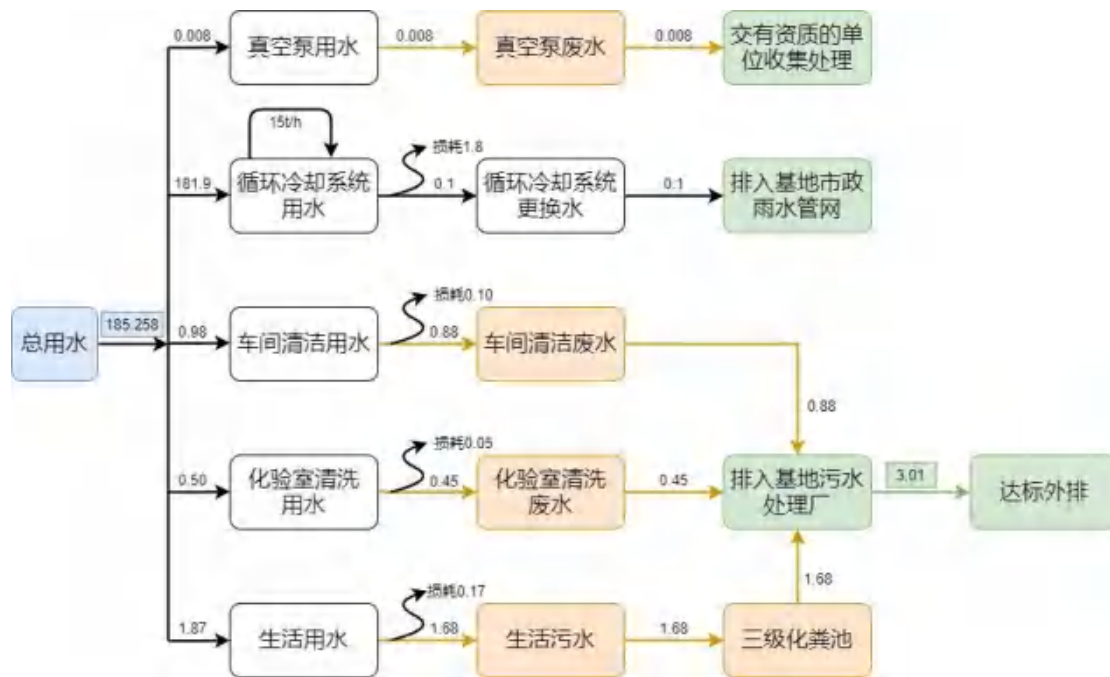 0.008
真空泵用水
0.008
真空泵废水
0.008
交有资质的单
位收集处理
15t/h
181.9
循环冷却系统
用水
损耗1.8
0.1
循环冷却系统
更换水
0.1
排入基地市政
雨水管网
总用水
185.258
0.98
车间清洁用水
损耗0.10
0.88
车间清洁废水
0.88
0.50
化验室清洗
用水
损耗0.05
0.45
化验室清洗
废水
0.45
排入基地污水
处理厂
3.01
达标外排
1.87
生活用水
损耗0.17
1.68
生活污水
1.68
三级化粪池
1.68